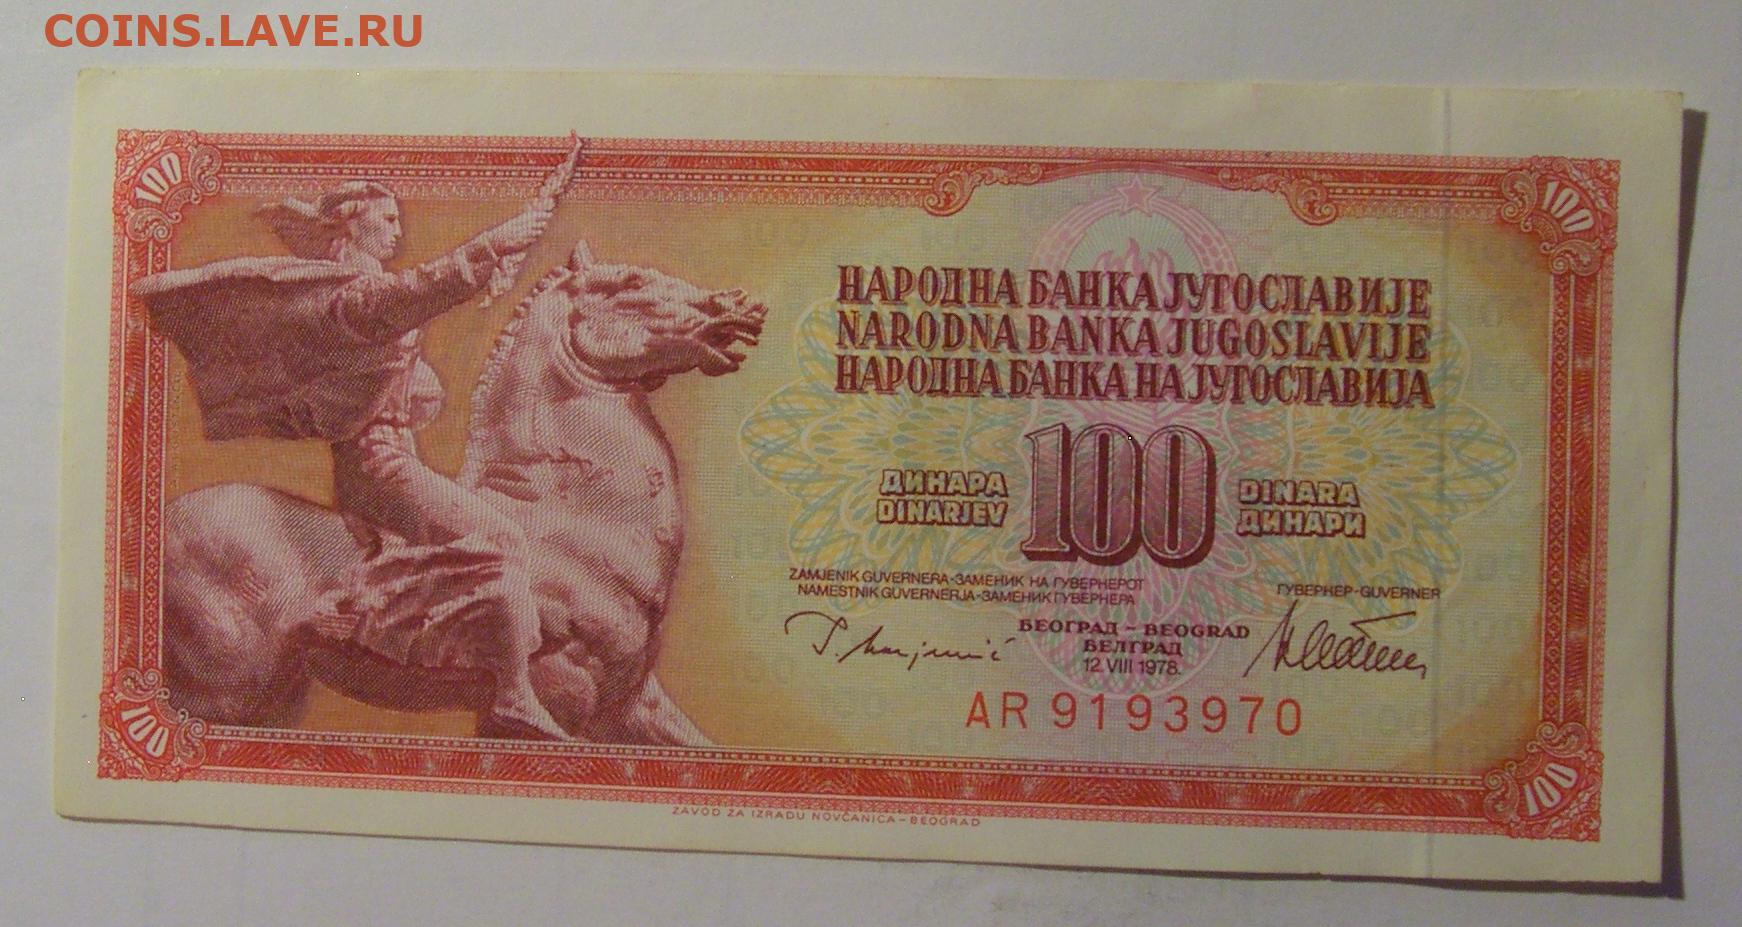 COINS.LAVE.RU
100
100
НАРОДНА БАНКА ЈУГОСЛАВИЈЕ
NARODNA BANKA JUGOSLAVIJE
НАРОДНА БАНКА НА ЈУГОСЛАВИЈА
ДИНАРА
DINARJEV
100
DINARA
ДИНАРИ
ZAMJENIK GUVERNERA-ЗАМЕНИК НА ГУВЕРНЕРОТ
NAMESTNIK GUVERNERJA-ЗАМЕНИК ГУВЕРНЕРА
ГУВЕРНЕР-GUVERNER
БЕОГРАД - BEOGRAD
БЕЛГРАД
12. VIII 1978.
AR 9193970
100
100
ZAVOD ZA IZRADU NOVČANICA - BEOGRAD